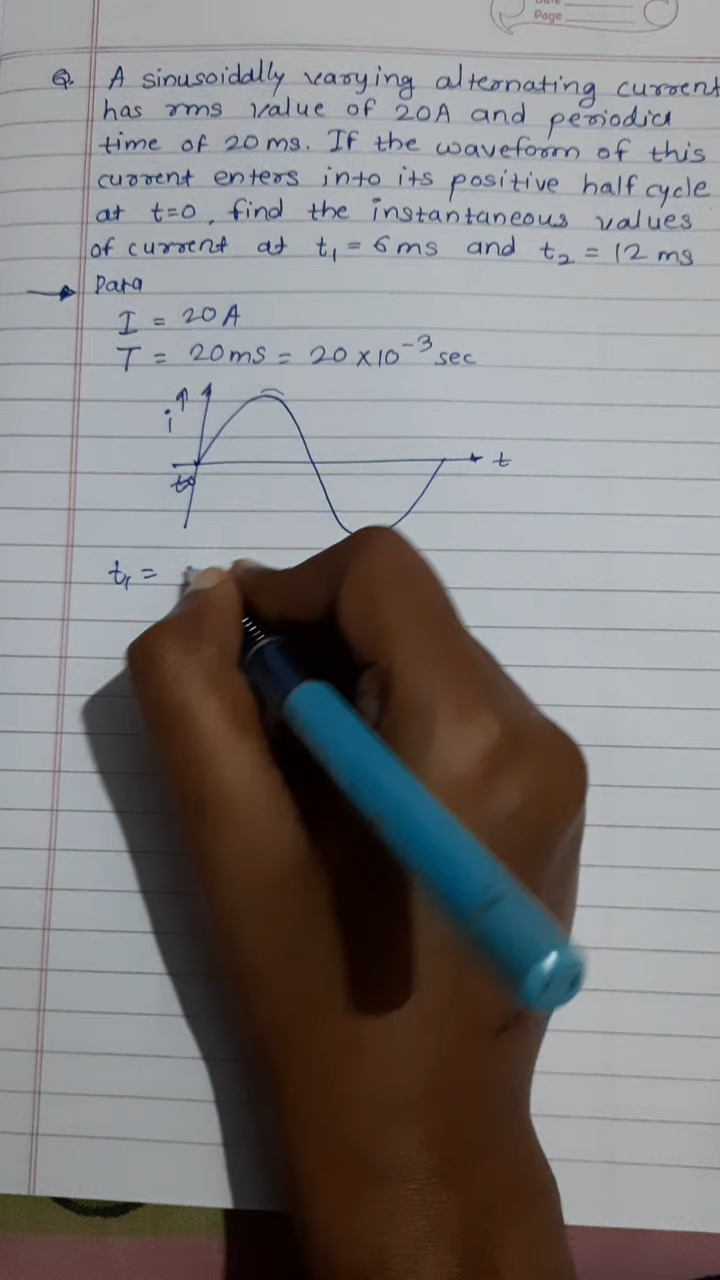 Page
Q. A sinusoidally varying alternating current
has rms value of 20A and periodic
time of 20 ms. If the waveform of this
current enters into its positive half cycle
at t=0, find the instantaneous values
of current at t₁ = 6 ms and t₂ = 12 ms
→ Data
I = 20A
T = 20ms = 20 × 10⁻³ sec
i↑
t
t₁ =